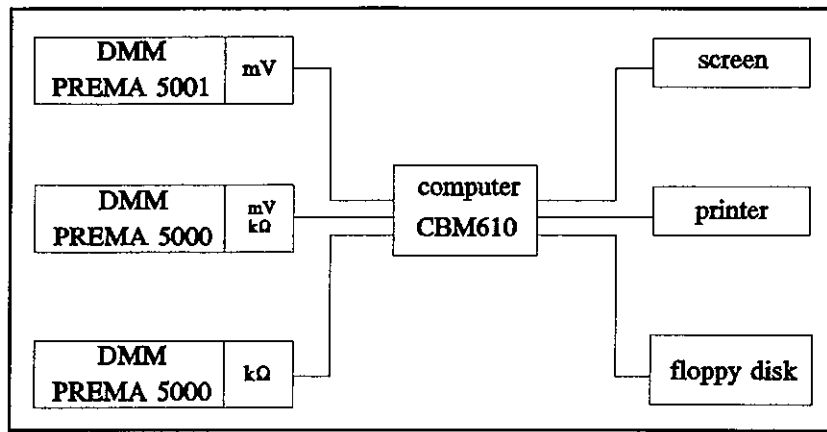 DMM
PREMA 5001
mV
screen
DMM
PREMA 5000
mV
kΩ
computer
CBM610
printer
DMM
PREMA 5000
kΩ
floppy disk